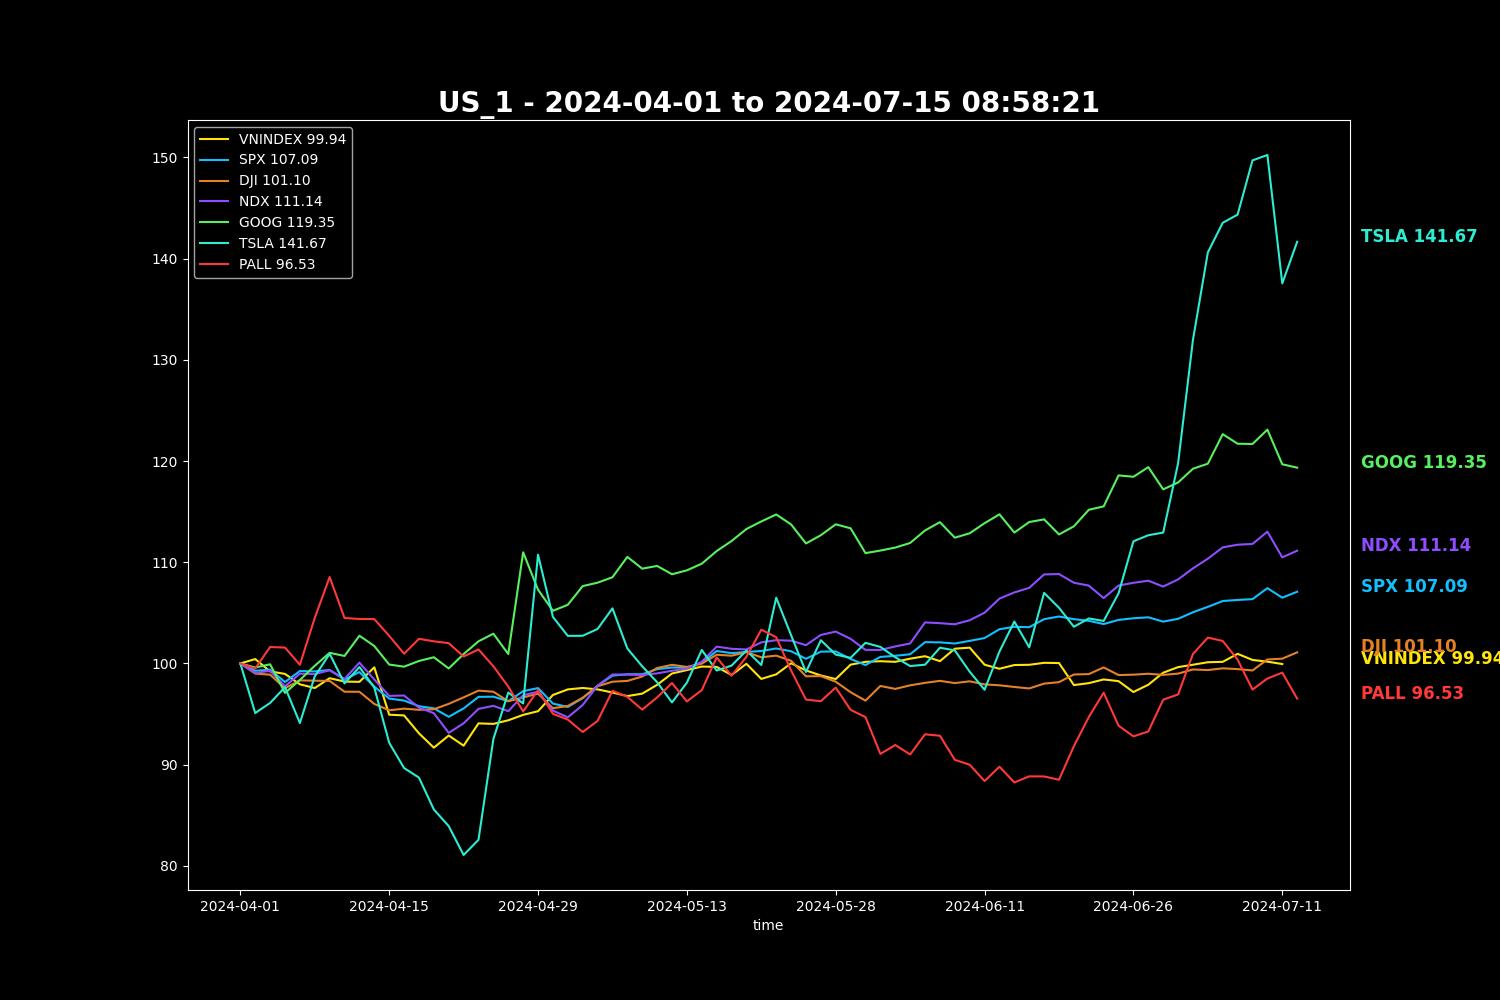 US_1 - 2024-04-01 to 2024-07-15 08:58:21
VNINDEX 99.94
SPX 107.09
DJI 101.10
NDX 111.14
GOOG 119.35
TSLA 141.67
PALL 96.53
150
140
130
120
110
100
90
80
TSLA 141.67
GOOG 119.35
NDX 111.14
SPX 107.09
DJI 101.10
VNINDEX 99.94
PALL 96.53
2024-04-01 2024-04-15 2024-04-29 2024-05-13 2024-05-28 2024-06-11 2024-06-26 2024-07-11
time